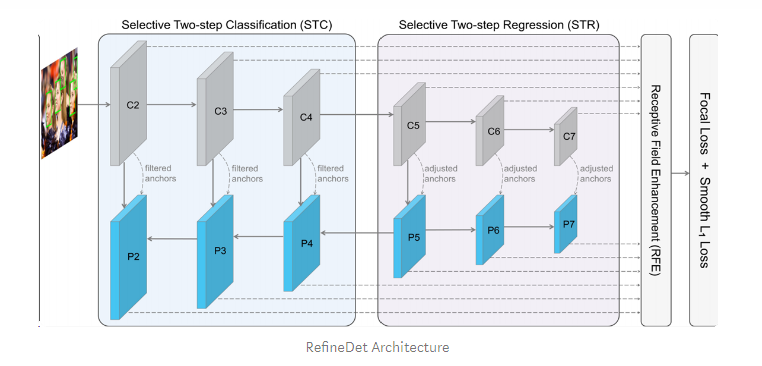 Selective Two-step Classification (STC)
Selective Two-step Regression (STR)
C2
C3
C4
C5
C6
C7
filtered
anchors
filtered
anchors
filtered
anchors
adjusted
anchors
adjusted
anchors
adjusted
anchors
P2
P3
P4
P5
P6
P7
Receptive Field Enhancement (RFE)
Focal Loss + Smooth L₁ Loss
RefineDet Architecture